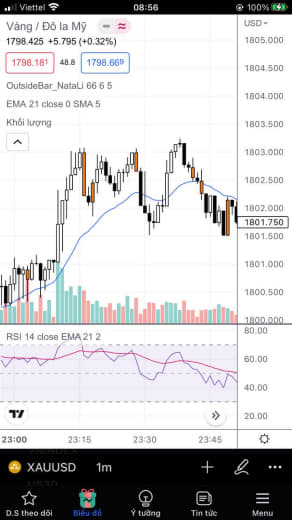 Viettel 08:56 100%
Vàng / Đô la Mỹ
USD
1798.425 +5.795 (+0.32%)
1798.18¹ 48.8 1798.66⁹
OutsideBar_NataLi 66 6 5
EMA 21 close 0 SMA 5
Khối lượng
1805.000
1804.500
1804.000
1803.500
1803.000
1802.500
1802.000
1801.750
1801.500
1801.000
1800.500
1800.000
RSI 14 close EMA 21 2
80.00
60.00
40.00
20.00
23:00 23:15 23:30 23:45
XAUUSD 1m
D.S theo dõi Biểu đồ Ý tưởng Tin tức Menu